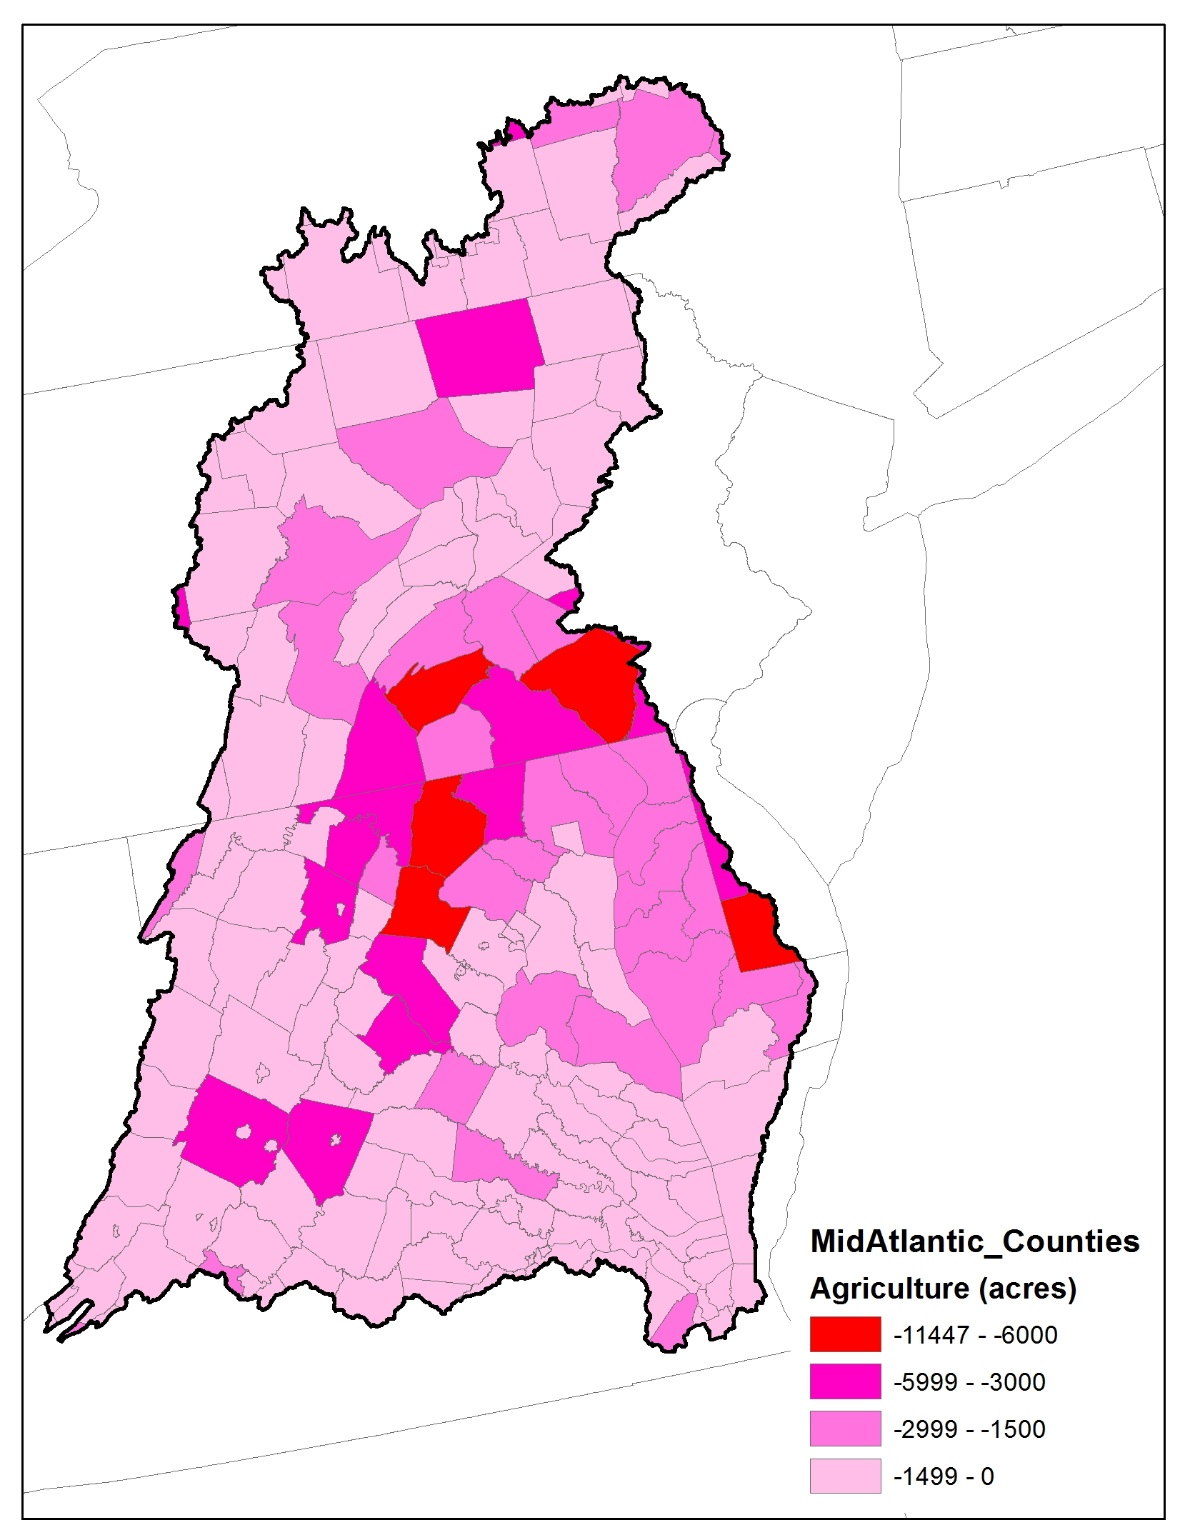 MidAtlantic_Counties
Agriculture (acres)
-11447 - -6000
-5999 - -3000
-2999 - -1500
-1499 - 0